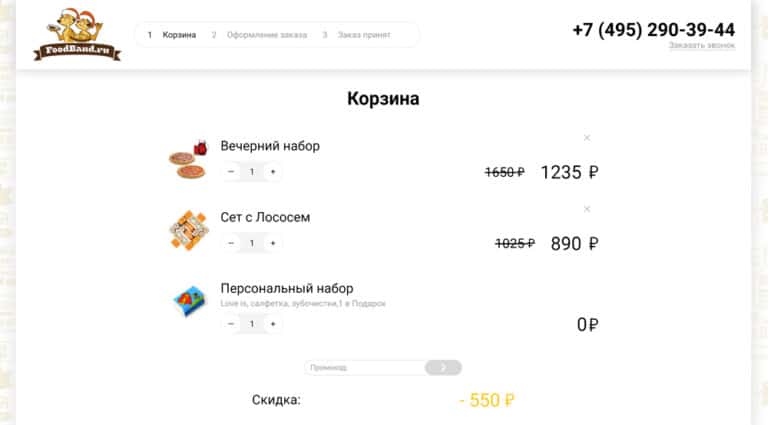 FoodBand.ru
1 Корзина 2 Оформление заказа 3 Заказ принят
+7 (495) 290-39-44
Заказать звонок
Корзина
Вечерний набор
− 1 +
1650 ₽ 1235 ₽
Сет с Лососем
− 1 +
1025 ₽ 890 ₽
Персональный набор
Love is, салфетка, зубочистки,1 в Подарок
− 1 +
0₽
Промокод
Скидка: - 550 ₽